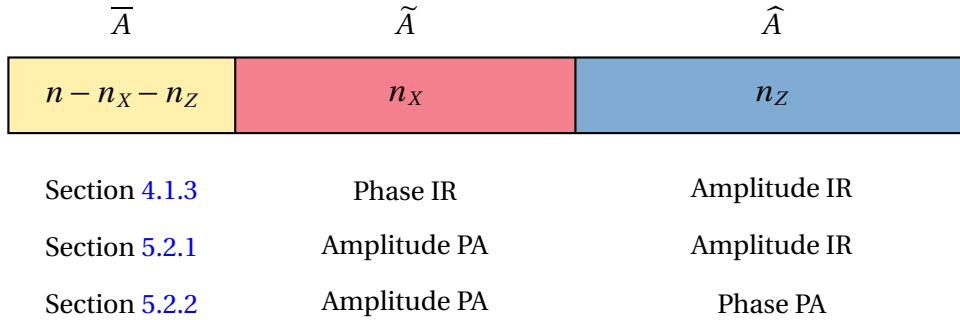 A̅ Ã Â
n − n_X − n_Z n_X n_Z
Section 4.1.3 Phase IR Amplitude IR
Section 5.2.1 Amplitude PA Amplitude IR
Section 5.2.2 Amplitude PA Phase PA